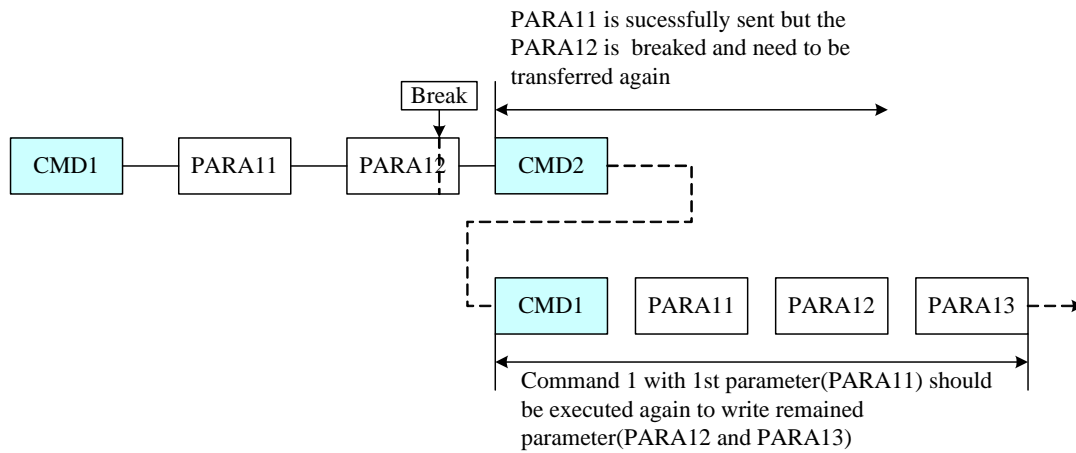 PARA11 is sucessfully sent but the
PARA12 is breaked and need to be
transferred again
Break
CMD1
PARA11
PARA12
CMD2
CMD1
PARA11
PARA12
PARA13
Command 1 with 1st parameter(PARA11) should
be executed again to write remained
parameter(PARA12 and PARA13)